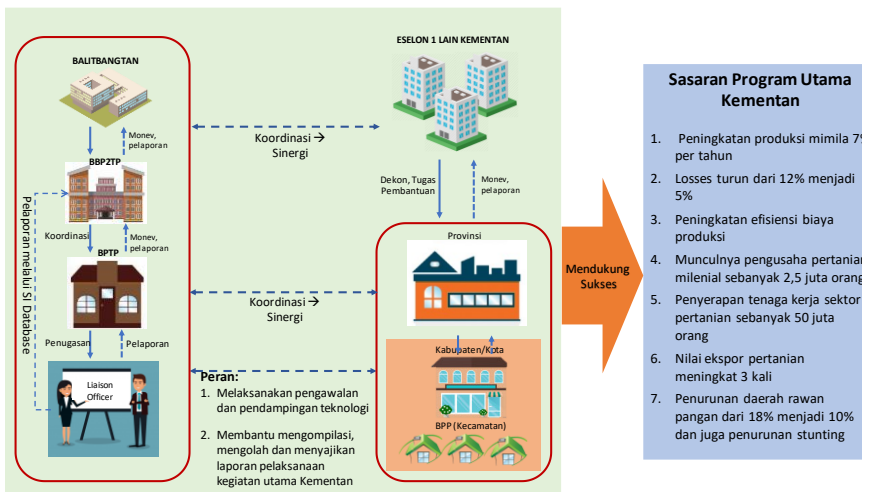 BALITBANGTAN
Monev,
pelaporan
BBP2TP
Koordinasi
Monev,
pelaporan
BPTP
Penugasan
Pelaporan
Liaison
Officer
Pelaporan melalui SI Database
Koordinasi →
Sinergi
Koordinasi →
Sinergi
Peran:
1. Melaksanakan pengawalan
dan pendampingan teknologi
2. Membantu mengompilasi,
mengolah dan menyajikan
laporan pelaksanaan
kegiatan utama Kementan
ESELON 1 LAIN KEMENTAN
Dekon, Tugas
Pembantuan
Monev,
pelaporan
Provinsi
Kabupaten/Kota
BPP (Kecamatan)
Mendukung
Sukses
Sasaran Program Utama
Kementan
1. Peningkatan produksi mimila 7%
per tahun
2. Losses turun dari 12% menjadi
5%
3. Peningkatan efisiensi biaya
produksi
4. Munculnya pengusaha pertanian
milenial sebanyak 2,5 juta orang
5. Penyerapan tenaga kerja sektor
pertanian sebanyak 50 juta
orang
6. Nilai ekspor pertanian
meningkat 3 kali
7. Penurunan daerah rawan
pangan dari 18% menjadi 10%
dan juga penurunan stunting